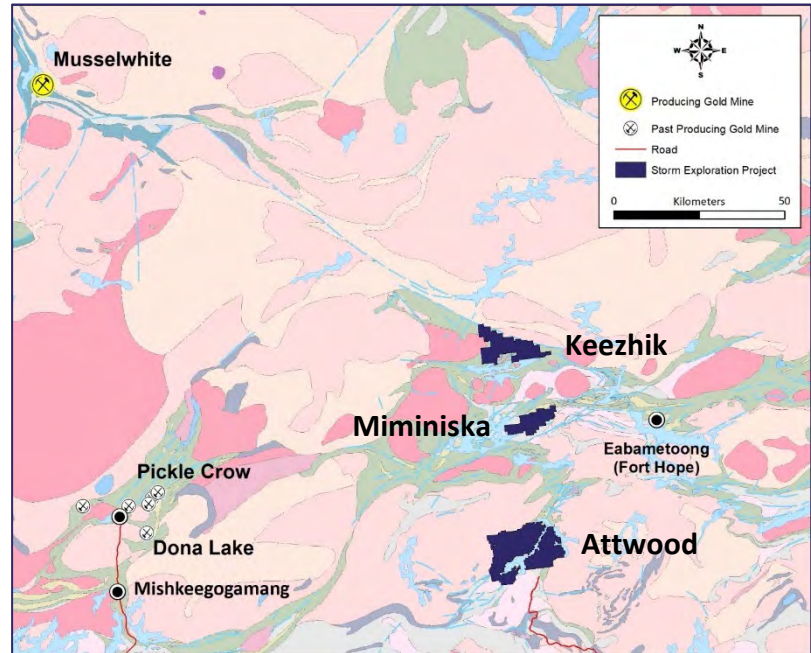 Musselwhite
N
W
E
S
Producing Gold Mine
Past Producing Gold Mine
Road
Storm Exploration Project
Kilometers
0
50
Keezhik
Miminiska
Eabametoong
(Fort Hope)
Pickle Crow
Dona Lake
Attwood
Mishkeegogamang